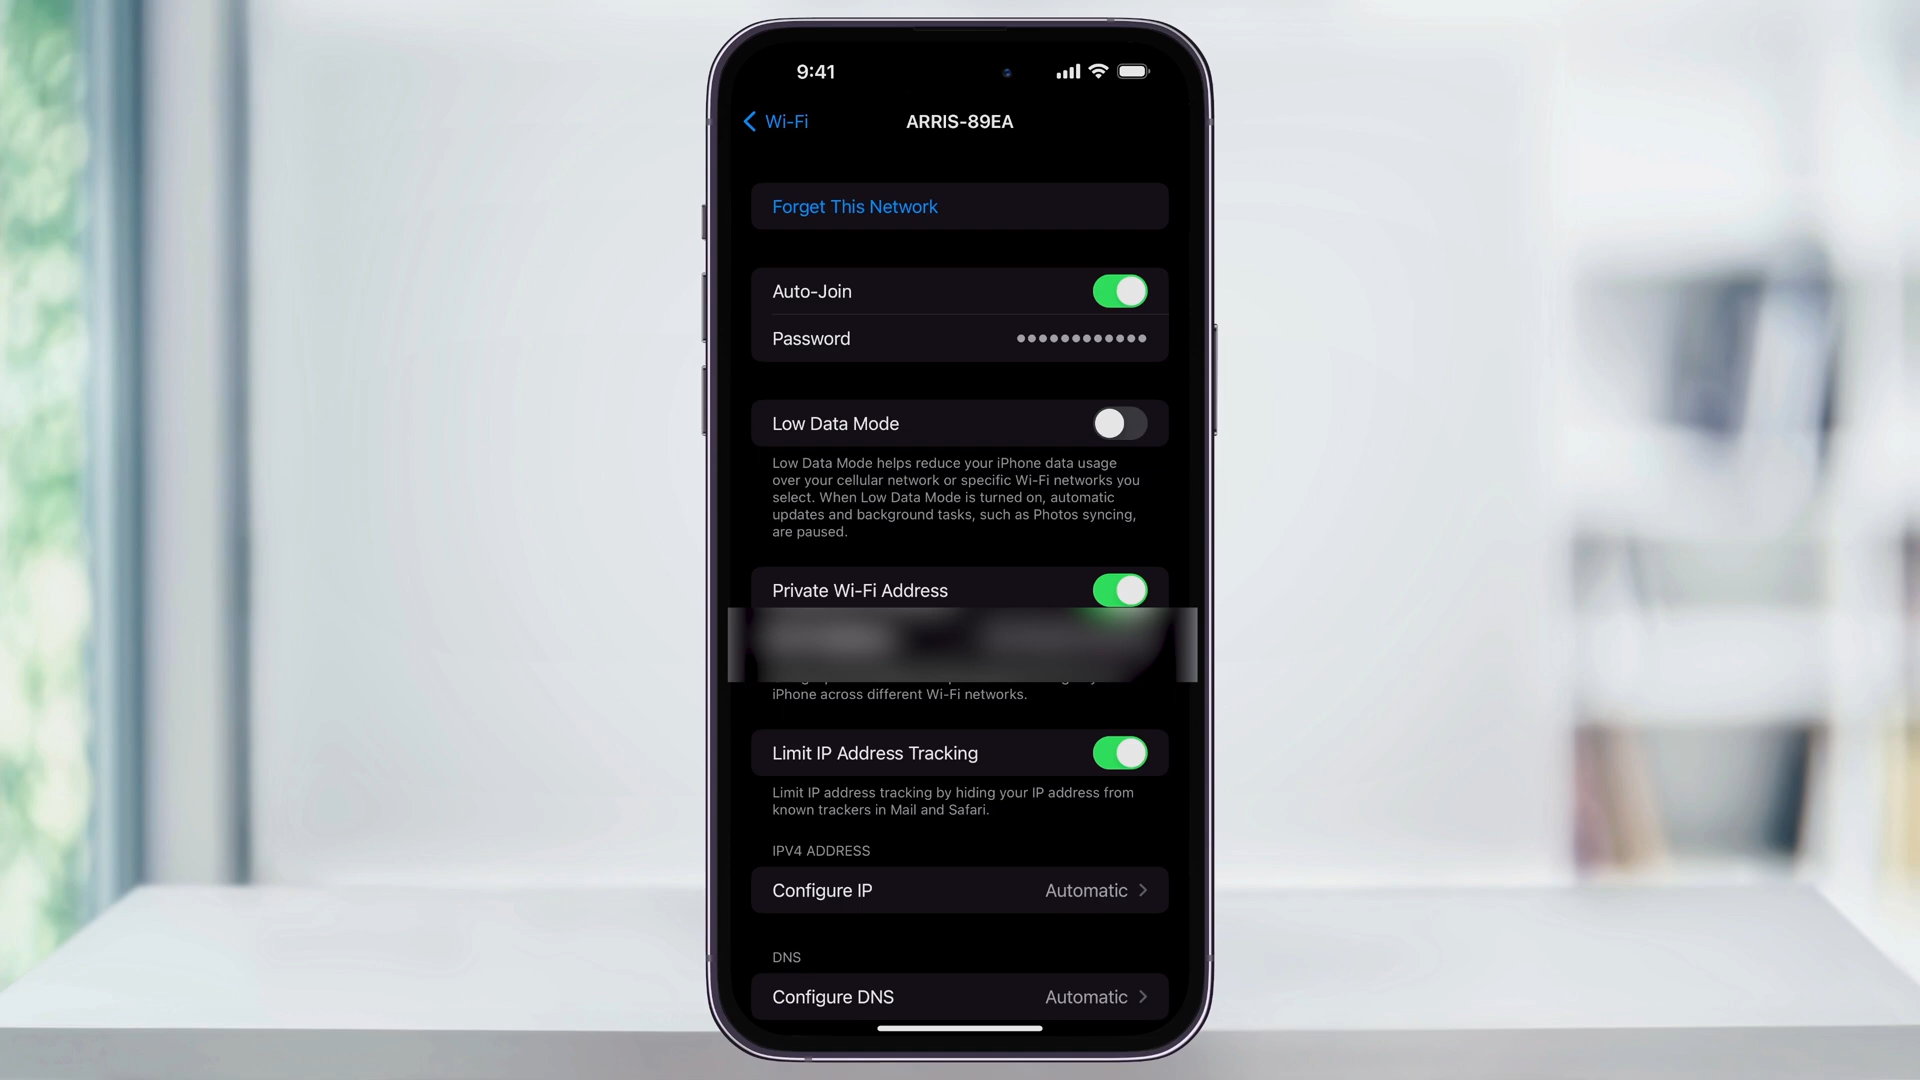 9:41
Wi-Fi
ARRIS-89EA
Forget This Network
Auto-Join
Password
Low Data Mode
Low Data Mode helps reduce your iPhone data usage
over your cellular network or specific Wi-Fi networks you
select. When Low Data Mode is turned on, automatic
updates and background tasks, such as Photos syncing,
are paused.
Private Wi-Fi Address
iPhone across different Wi-Fi networks.
Limit IP Address Tracking
Limit IP address tracking by hiding your IP address from
known trackers in Mail and Safari.
IPV4 ADDRESS
Configure IP Automatic
DNS
Configure DNS Automatic